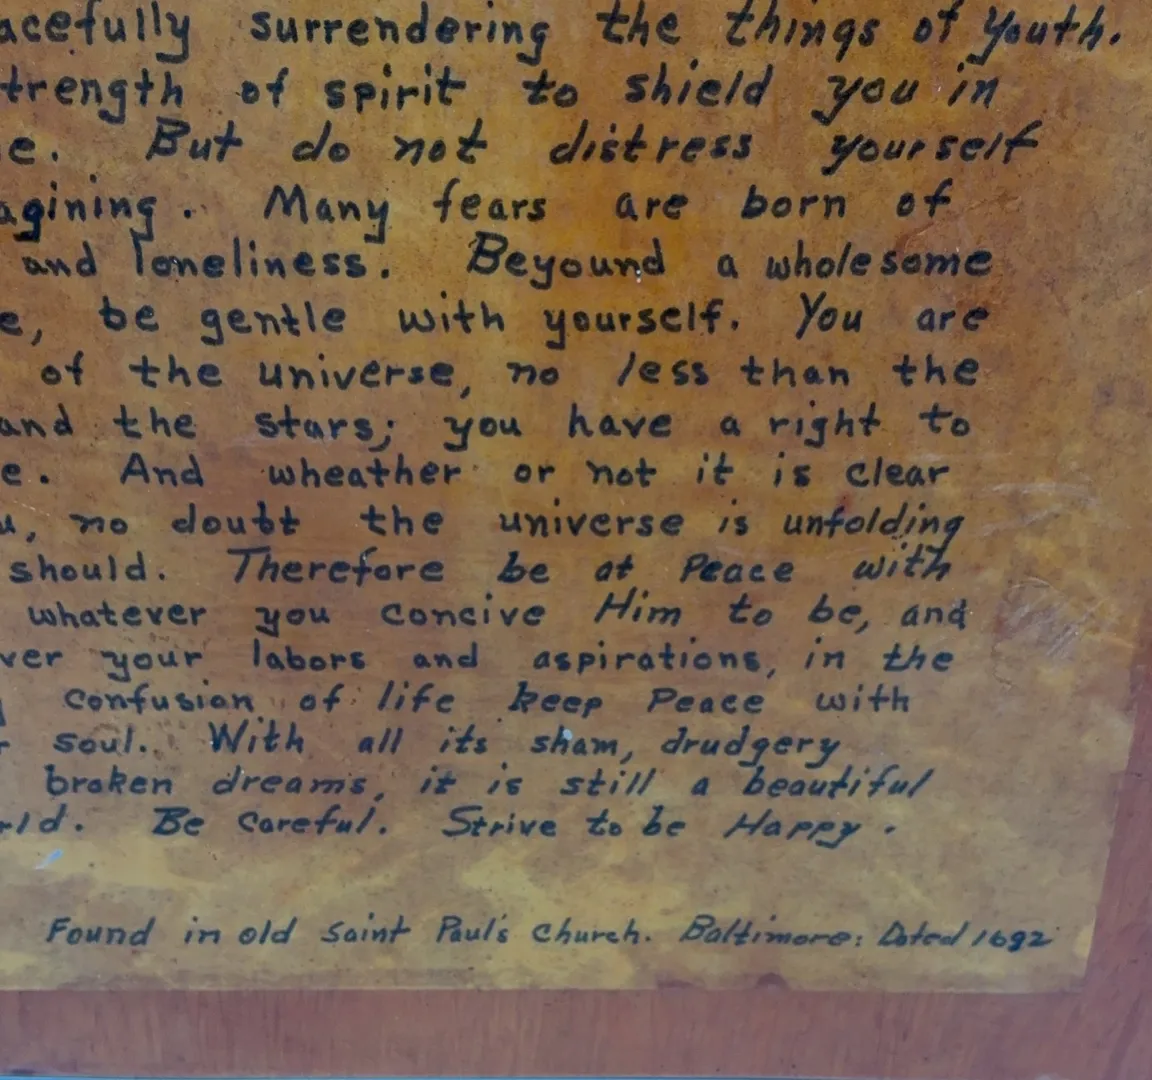 acefully surrendering the things of Youth.
trength of spirit to shield you in
e. But do not distress yourself
agining. Many fears are born of
and loneliness. Beyound a wholesome
e, be gentle with yourself. You are
of the universe, no less than the
and the stars; you have a right to
e. And wheather or not it is clear
u, no doubt the universe is unfolding
should. Therefore be at Peace with
whatever you concive Him to be, and
ver your labors and aspirations, in the
confusion of life keep Peace with
r soul. With all its sham, drudgery
broken dreams, it is still a beautiful
rld. Be Careful. Strive to be Happy.
Found in old Saint Paul's Church. Baltimore: Dated 1692